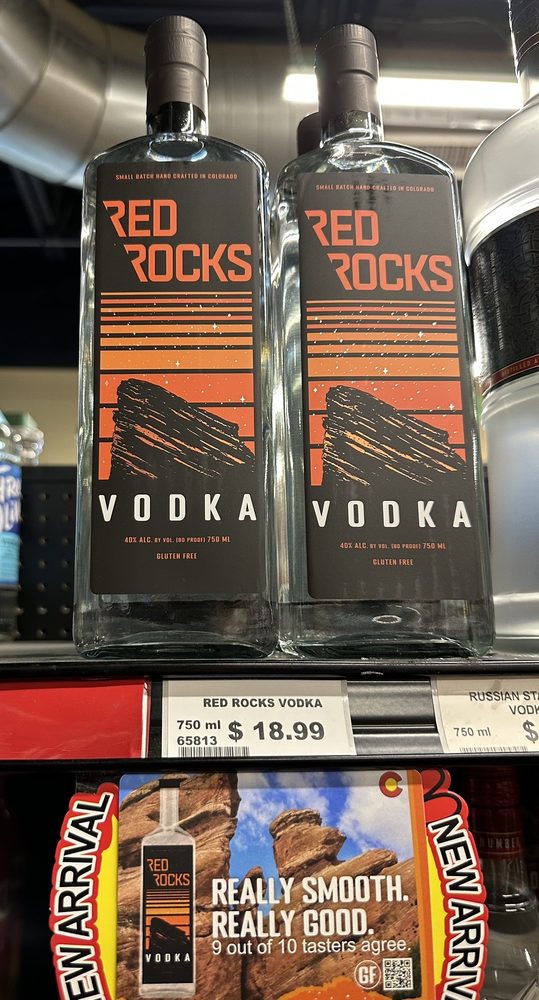 SMALL BATCH HAND CRAFTED IN COLORADO
RED
ROCKS
VODKA
40% ALC. BY VOL. (80 PROOF) 750 ML
GLUTEN FREE
SMALL BATCH HAND CRAFTED IN COLORADO
RED
ROCKS
VODKA
40% ALC. BY VOL. (80 PROOF) 750 ML
GLUTEN FREE
RED ROCKS VODKA
750 ml
65813
$ 18.99
RUSSIAN
VODK
750 ml
$
NEW ARRIVAL
RED
ROCKS
VODKA
REALLY SMOOTH.
REALLY GOOD.
9 out of 10 tasters agree.
GF
C
NEW ARRIV